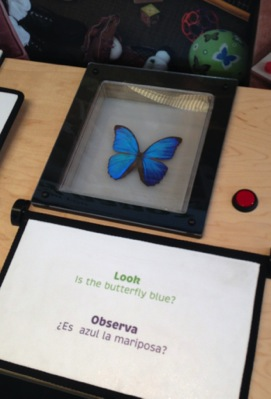 Look
Is the butterfly blue?
Observa
¿Es azul la mariposa?